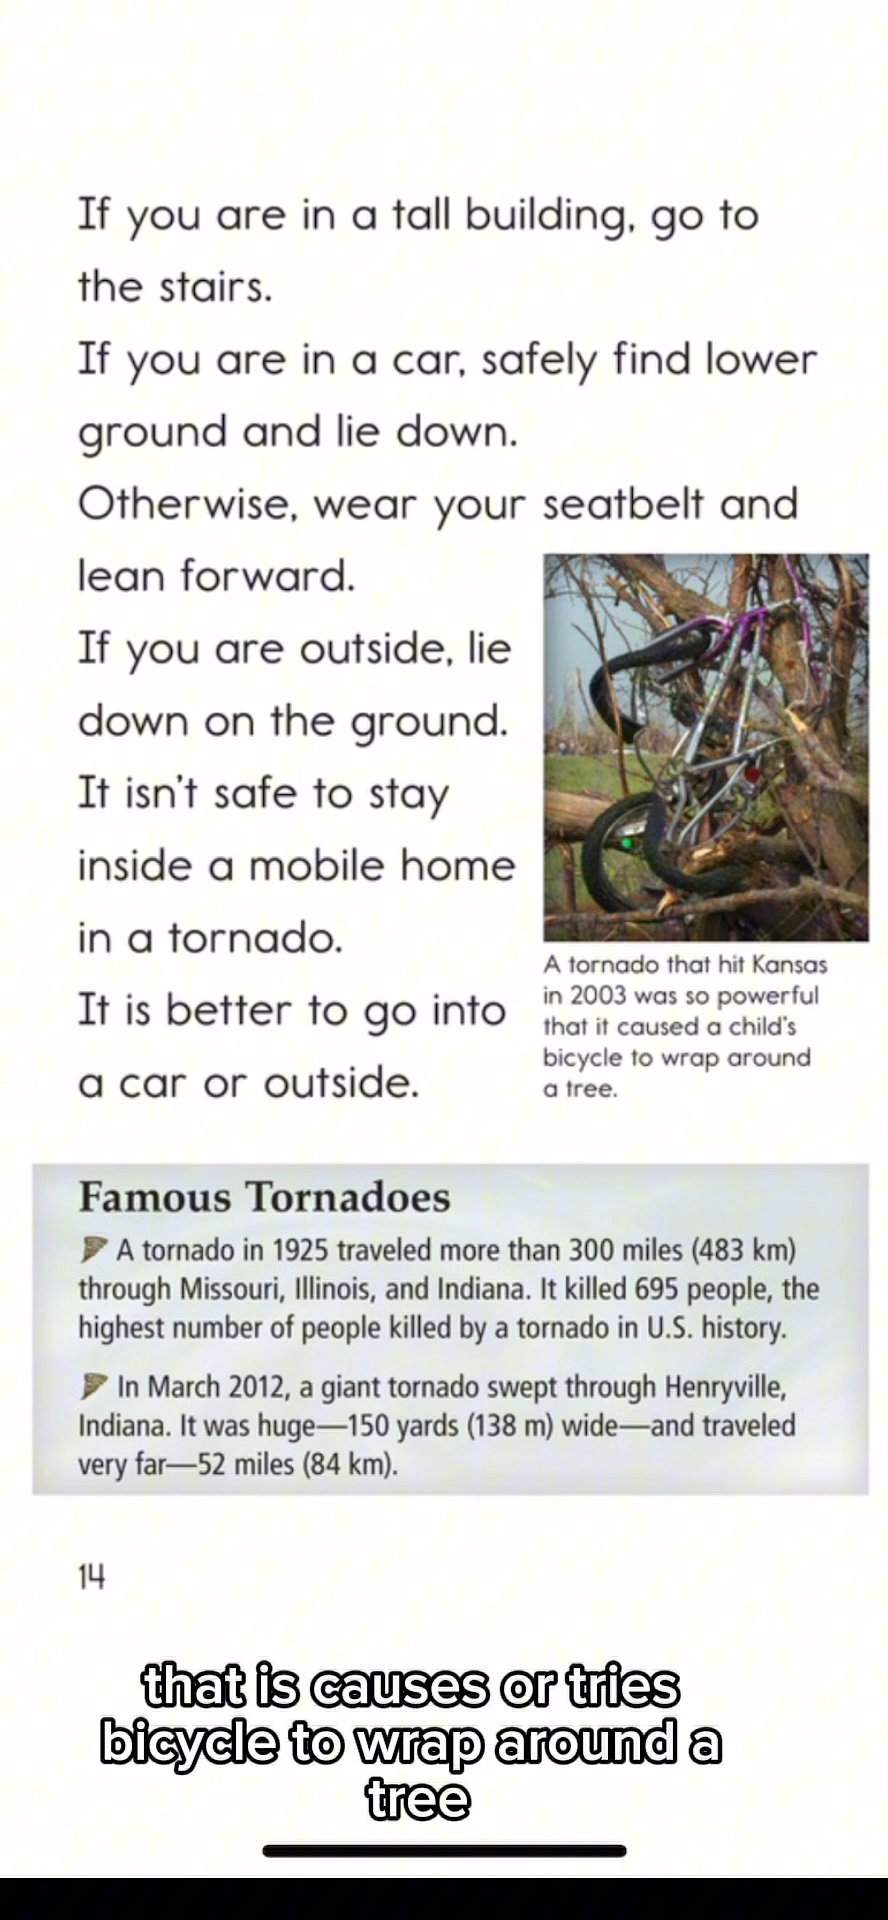 If you are in a tall building, go to
the stairs.
If you are in a car, safely find lower
ground and lie down.
Otherwise, wear your seatbelt and
lean forward.
If you are outside, lie
down on the ground.
It isn't safe to stay
inside a mobile home
in a tornado.
It is better to go into
a car or outside.
A tornado that hit Kansas
in 2003 was so powerful
that it caused a child's
bicycle to wrap around
a tree.
Famous Tornadoes
A tornado in 1925 traveled more than 300 miles (483 km)
through Missouri, Illinois, and Indiana. It killed 695 people, the
highest number of people killed by a tornado in U.S. history.
In March 2012, a giant tornado swept through Henryville,
Indiana. It was huge—150 yards (138 m) wide—and traveled
very far—52 miles (84 km).
14
that is causes or tries
bicycle to wrap around a
tree